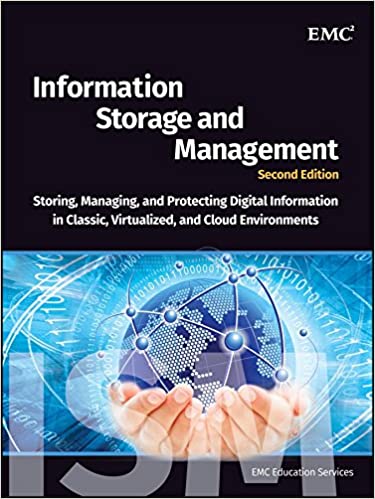 EMC²
Information
Storage and
Management
Second Edition
Storing, Managing, and Protecting Digital Information
in Classic, Virtualized, and Cloud Environments
ISM
EMC Education Services